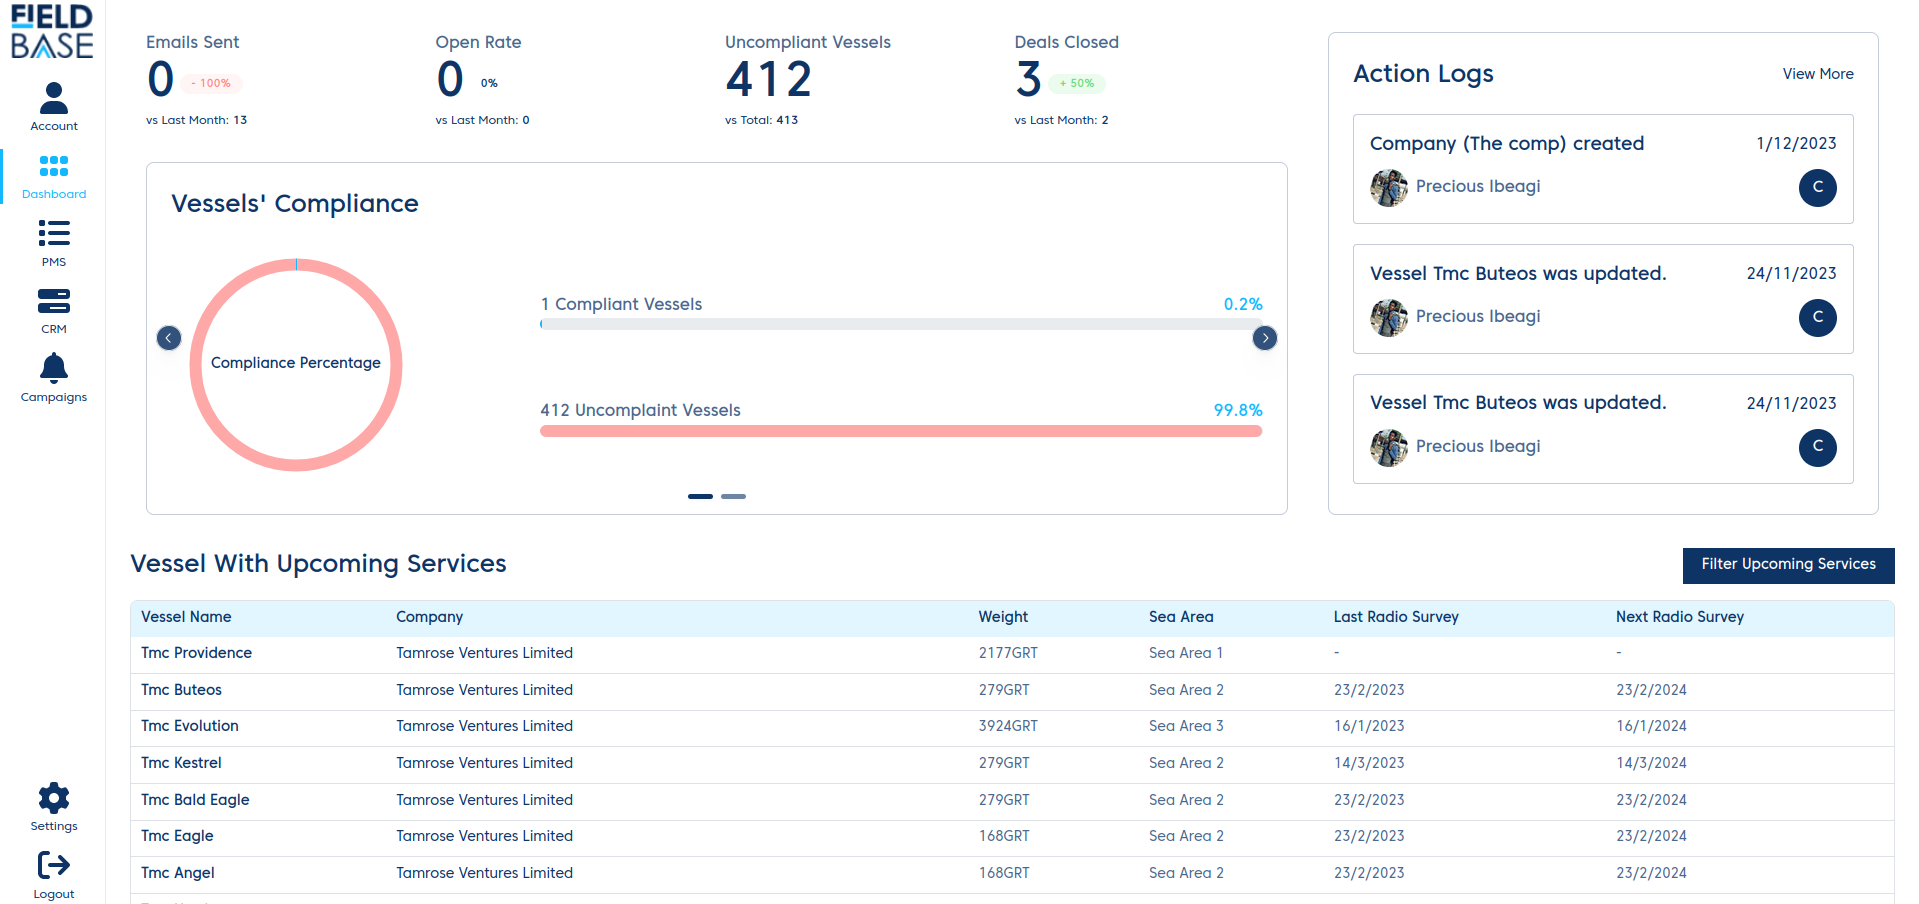 FIELD
BASE
Account
Dashboard
PMS
CRM
Campaigns
Settings
Logout
Emails Sent
0 - 100%
vs Last Month: 13
Open Rate
0 0%
vs Last Month: 0
Uncompliant Vessels
412
vs Total: 413
Deals Closed
3 + 50%
vs Last Month: 2
Vessels' Compliance
Compliance Percentage
1 Compliant Vessels 0.2%
412 Uncomplaint Vessels 99.8%
Action Logs View More
Company (The comp) created 1/12/2023
Precious Ibeagi C
Vessel Tmc Buteos was updated. 24/11/2023
Precious Ibeagi C
Vessel Tmc Buteos was updated. 24/11/2023
Precious Ibeagi C
Vessel With Upcoming Services Filter Upcoming Services
Vessel Name Company Weight Sea Area Last Radio Survey Next Radio Survey
Tmc Providence Tamrose Ventures Limited 2177GRT Sea Area 1 - -
Tmc Buteos Tamrose Ventures Limited 279GRT Sea Area 2 23/2/2023 23/2/2024
Tmc Evolution Tamrose Ventures Limited 3924GRT Sea Area 3 16/1/2023 16/1/2024
Tmc Kestrel Tamrose Ventures Limited 279GRT Sea Area 2 14/3/2023 14/3/2024
Tmc Bald Eagle Tamrose Ventures Limited 279GRT Sea Area 2 23/2/2023 23/2/2024
Tmc Eagle Tamrose Ventures Limited 168GRT Sea Area 2 23/2/2023 23/2/2024
Tmc Angel Tamrose Ventures Limited 168GRT Sea Area 2 23/2/2023 23/2/2024